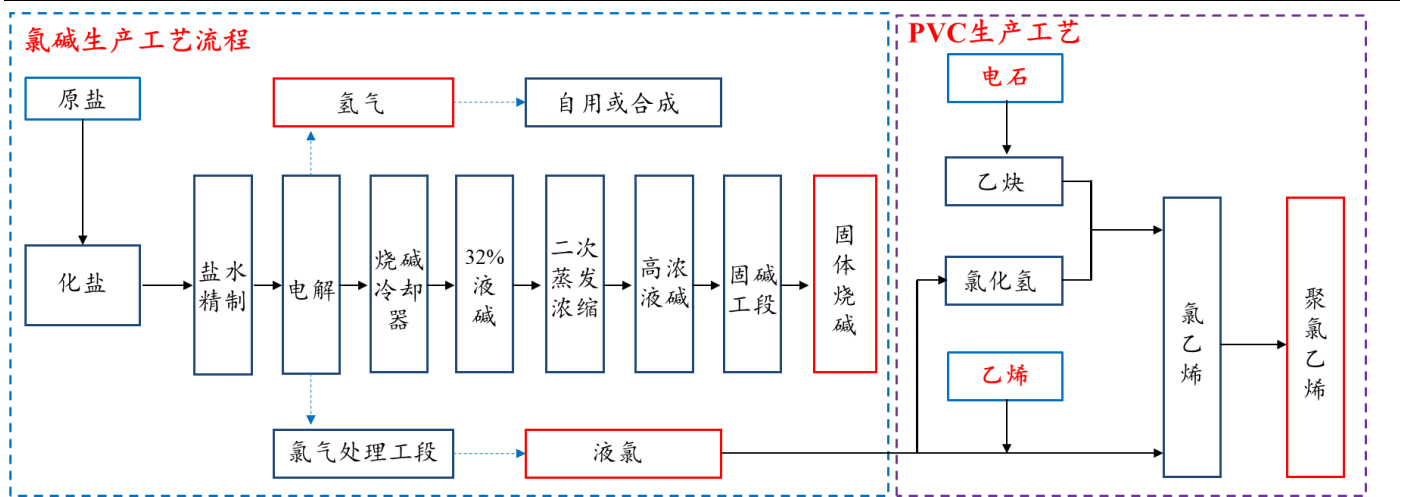 氯碱生产工艺流程
PVC生产工艺
原盐
氢气
自用或合成
电石
化盐
盐水
精制
电解
烧碱
冷却
器
32%
液
碱
二次
蒸发
浓缩
高浓
液碱
固碱
工段
固
体
烧
碱
乙炔
氯化氢
乙烯
氯
乙
烯
聚
氯
乙
烯
氯气处理工段
液氯